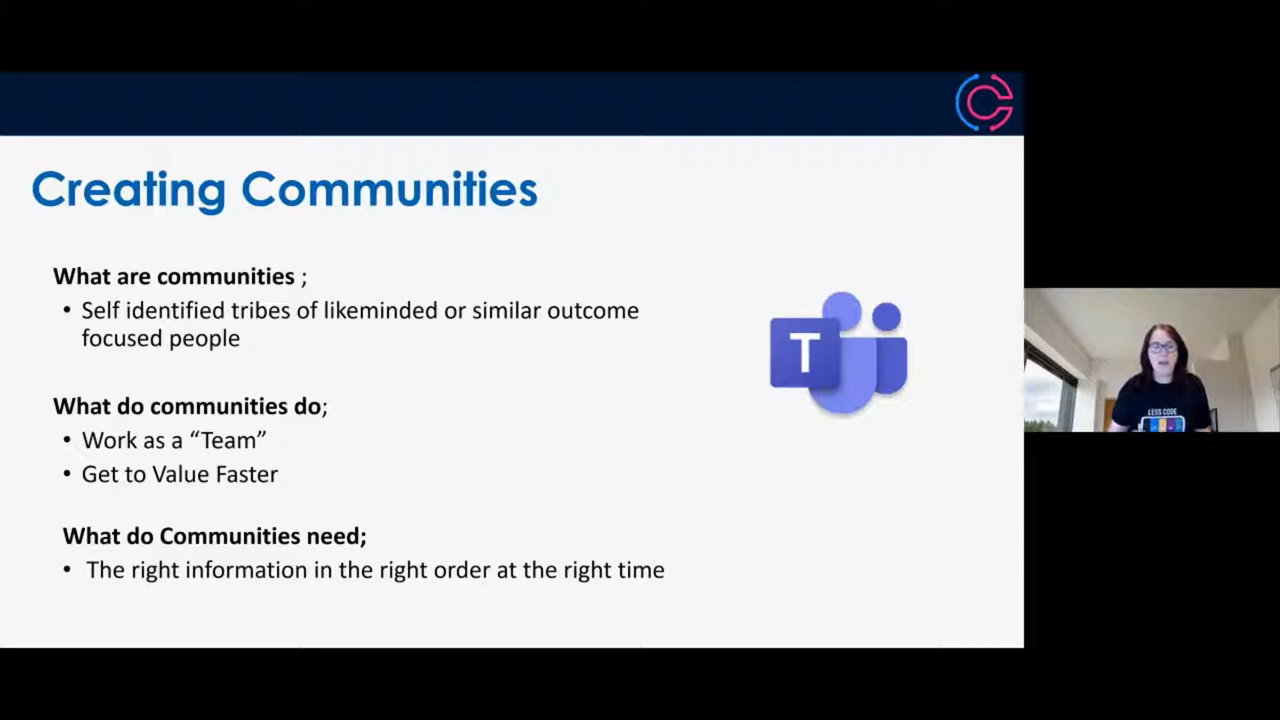 Creating Communities
What are communities ;
• Self identified tribes of likeminded or similar outcome
focused people
T
What do communities do;
• Work as a “Team”
• Get to Value Faster
LESS CODE
What do Communities need;
• The right information in the right order at the right time